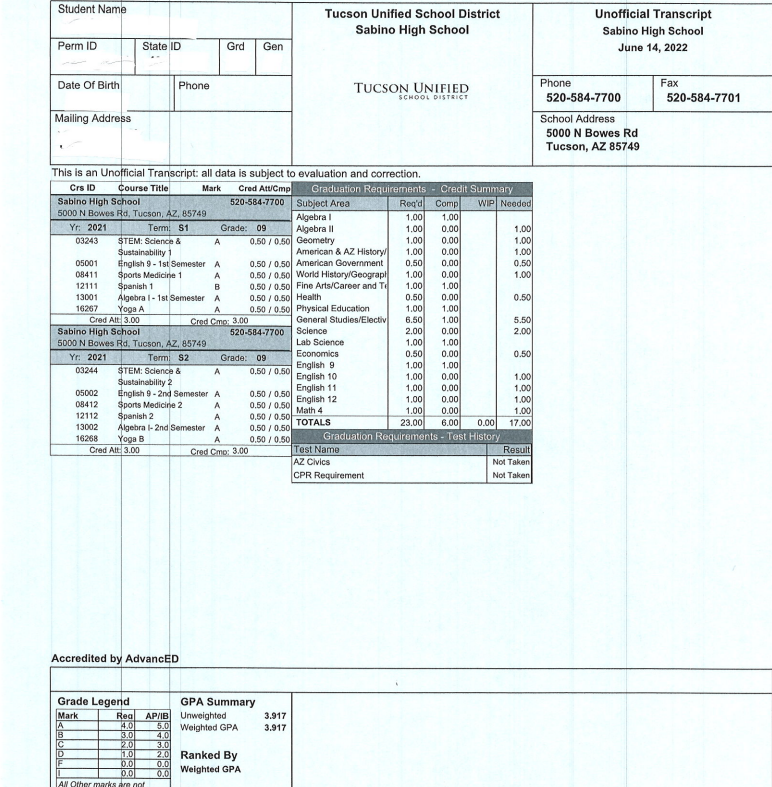 Student Name
Tucson Unified School District
Sabino High School
Unofficial Transcript
Sabino High School
June 14, 2022
Perm ID State ID Grd Gen
Date Of Birth Phone
TUCSON UNIFIED
SCHOOL DISTRICT
Phone
520-584-7700
Fax
520-584-7701
Mailing Address
School Address
5000 N Bowes Rd
Tucson, AZ 85749
This is an Unofficial Transcript: all data is subject to evaluation and correction.
Crs ID Course Title Mark Cred Att/Cmp
Sabino High School 520-584-7700
5000 N Bowes Rd, Tucson, AZ, 85749
Yr: 2021 Term: S1 Grade: 09
03243 STEM: Science & A 0.50 / 0.50
Sustainability 1
05001 English 9 - 1st Semester A 0.50 / 0.50
08411 Sports Medicine 1 A 0.50 / 0.50
12111 Spanish 1 B 0.50 / 0.50
13001 Algebra I - 1st Semester A 0.50 / 0.50
16267 Yoga A A 0.50 / 0.50
Cred Att: 3.00 Cred Cmp: 3.00
Sabino High School 520-584-7700
5000 N Bowes Rd, Tucson, AZ, 85749
Yr: 2021 Term: S2 Grade: 09
03244 STEM: Science & A 0.50 / 0.50
Sustainability 2
05002 English 9 - 2nd Semester A 0.50 / 0.50
08412 Sports Medicine 2 A 0.50 / 0.50
12112 Spanish 2 A 0.50 / 0.50
13002 Algebra I- 2nd Semester A 0.50 / 0.50
16268 Yoga B A 0.50 / 0.50
Cred Att: 3.00 Cred Cmp: 3.00
Graduation Requirements - Credit Summary
Subject Area Req'd Comp WIP Needed
Algebra I 1.00 1.00
Algebra II 1.00 0.00 1.00
Geometry 1.00 0.00 1.00
American & AZ History/ 1.00 0.00 1.00
American Government 0.50 0.00 0.50
World History/Geograpl 1.00 0.00 1.00
Fine Arts/Career and Te 1.00 1.00
Health 0.50 0.00 0.50
Physical Education 1.00 1.00
General Studies/Electiv 6.50 1.00 5.50
Science 2.00 0.00 2.00
Lab Science 1.00 1.00
Economics 0.50 0.00 0.50
English 9 1.00 1.00
English 10 1.00 0.00 1.00
English 11 1.00 0.00 1.00
English 12 1.00 0.00 1.00
Math 4 1.00 0.00 1.00
TOTALS 23.00 6.00 0.00 17.00
Graduation Requirements - Test History
Test Name Result
AZ Civics Not Taken
CPR Requirement Not Taken
Accredited by AdvancED
Grade Legend
Mark Reg AP/IB
A 4.0 5.0
B 3.0 4.0
C 2.0 3.0
D 1.0 2.0
F 0.0 0.0
I 0.0 0.0
All Other marks are not
GPA Summary
Unweighted 3.917
Weighted GPA 3.917
Ranked By
Weighted GPA